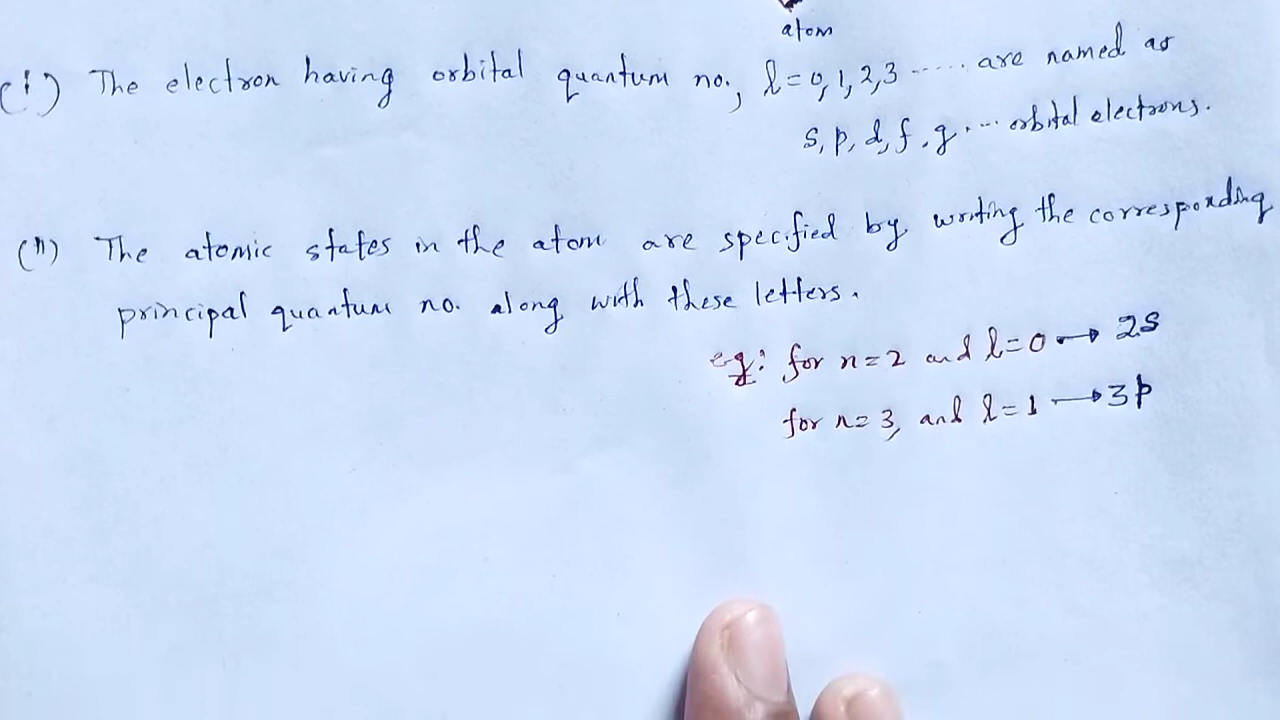 atom
(i) The electron having orbital quantum no., l=0,1,2,3 ...... are named as
s, p, d, f, g.... orbital electrons.
(ii) The atomic states in the atom are specified by writing the corresponding
principal quantum no. along with these letters.
eg: for n=2 and l=0 → 2s
for n=3, and l=1 → 3p